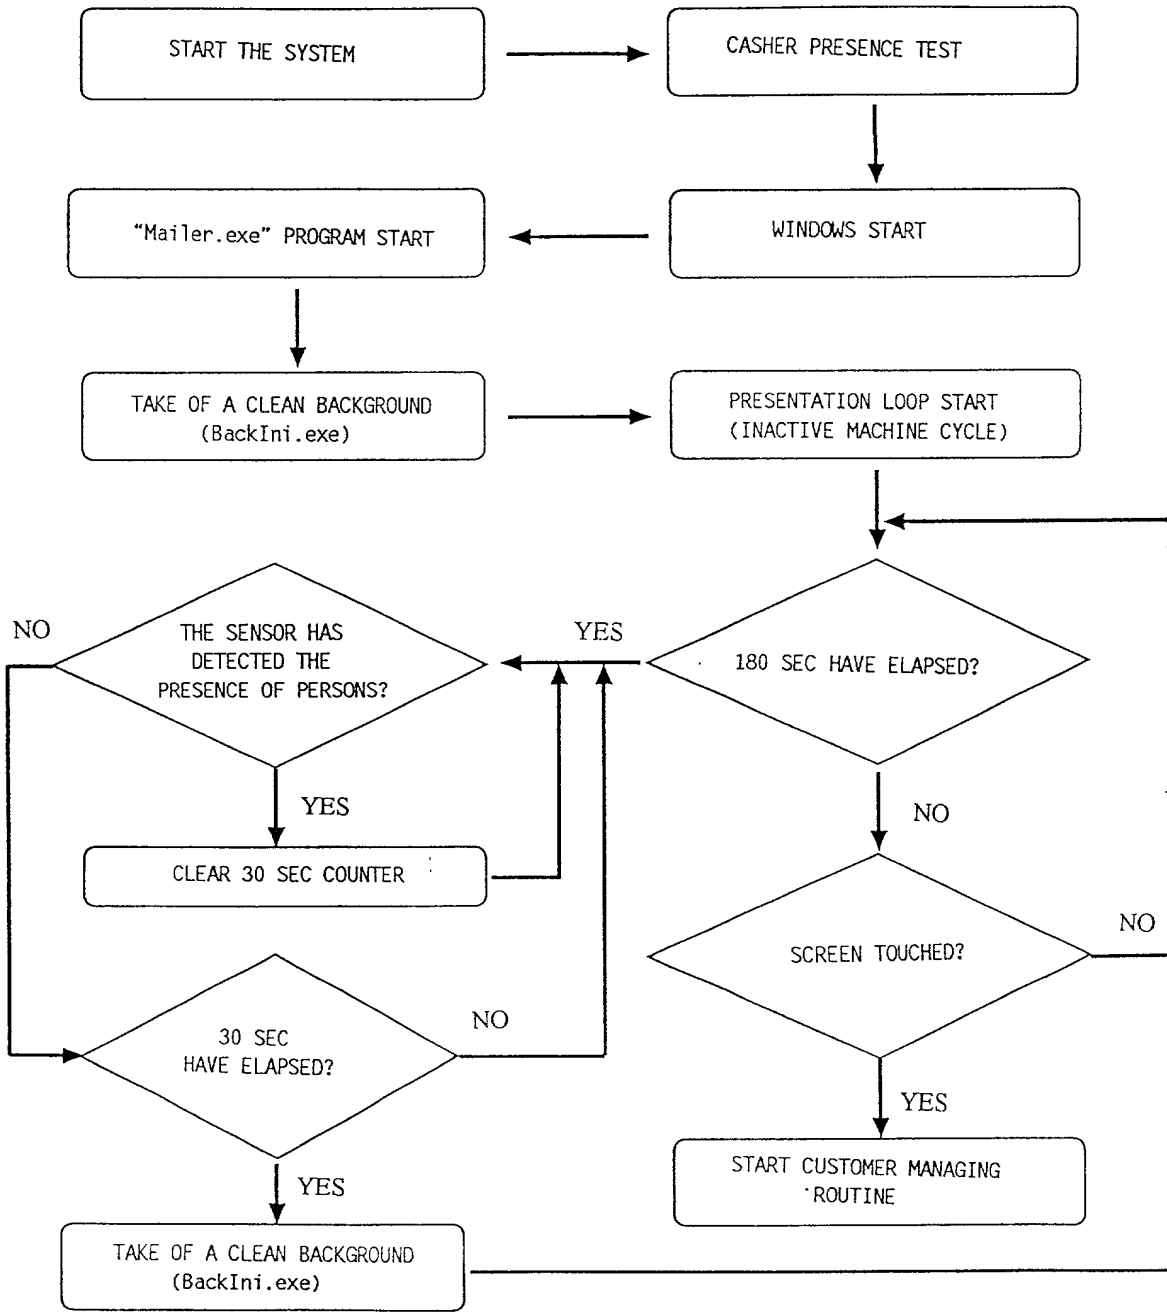 START THE SYSTEM
CASHER PRESENCE TEST
"Mailer.exe" PROGRAM START
WINDOWS START
TAKE OF A CLEAN BACKGROUND
(BackIni.exe)
PRESENTATION LOOP START
(INACTIVE MACHINE CYCLE)
NO
THE SENSOR HAS
DETECTED THE
PRESENCE OF PERSONS?
YES
180 SEC HAVE ELAPSED?
YES
NO
CLEAR 30 SEC COUNTER
SCREEN TOUCHED?
NO
30 SEC
HAVE ELAPSED?
NO
YES
YES
START CUSTOMER MANAGING
ROUTINE
TAKE OF A CLEAN BACKGROUND
(BackIni.exe)